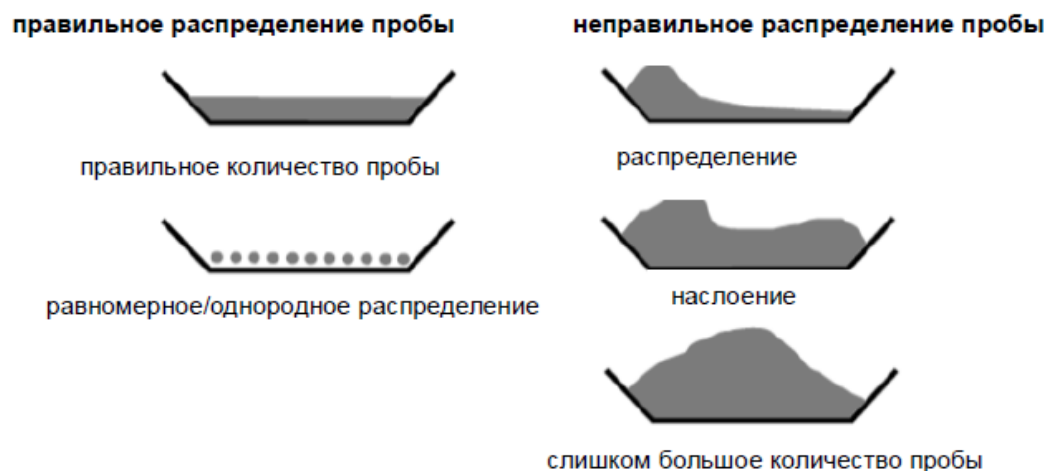 правильное распределение пробы
правильное количество пробы
равномерное/однородное распределение
неправильное распределение пробы
распределение
наслоение
слишком большое количество пробы